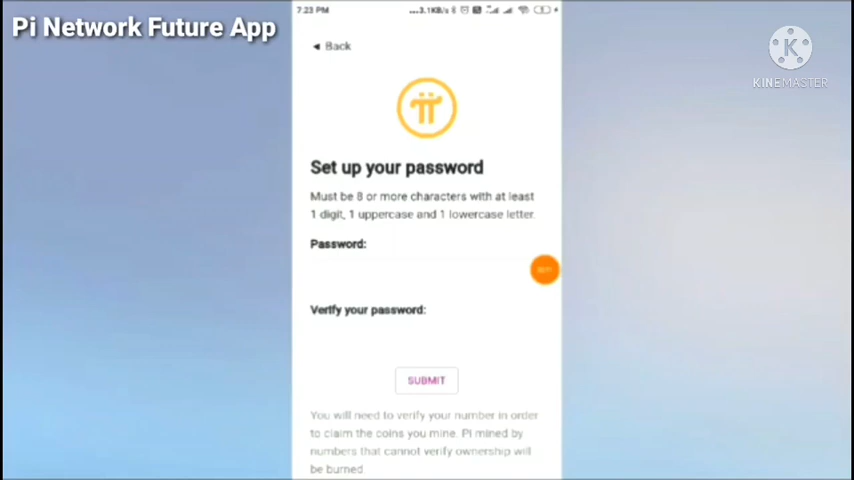 Pi Network Future App
7:23 PM
...3.1KB/s
KINEMASTER
Back
Set up your password
Must be 8 or more characters with at least
1 digit, 1 uppercase and 1 lowercase letter.
Password:
Verify your password:
SUBMIT
You will need to verify your number in order
to claim the coins you mine. Pi mined by
numbers that cannot verify ownership will
be burned